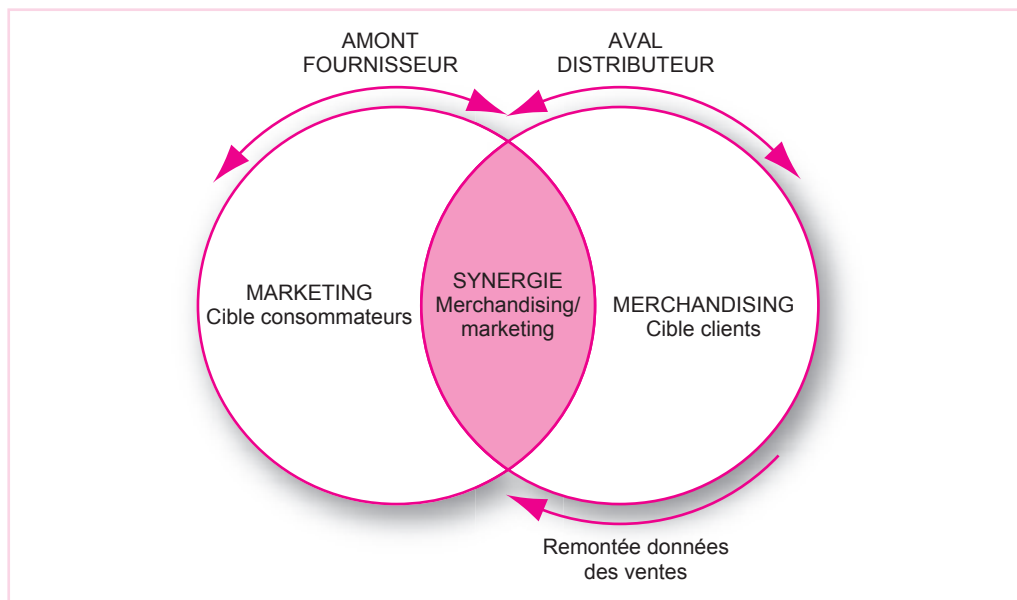 AMONT
FOURNISSEUR
AVAL
DISTRIBUTEUR
MARKETING
Cible consommateurs
SYNERGIE
Merchandising/
marketing
MERCHANDISING
Cible clients
Remontée données
des ventes